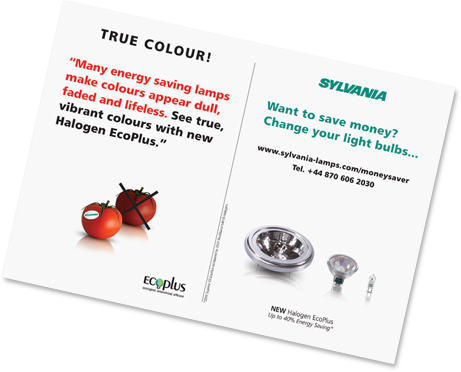 TRUE COLOUR!
“Many energy saving lamps
make colours appear dull,
faded and lifeless. See true,
vibrant colours with new
Halogen EcoPlus.”
SYLVANIA
ecoplus
SYLVANIA
Want to save money?
Change your light bulbs...
www.sylvania-lamps.com/moneysaver
Tel. +44 870 606 2030
NEW Halogen EcoPlus
Up to 40% Energy Saving*